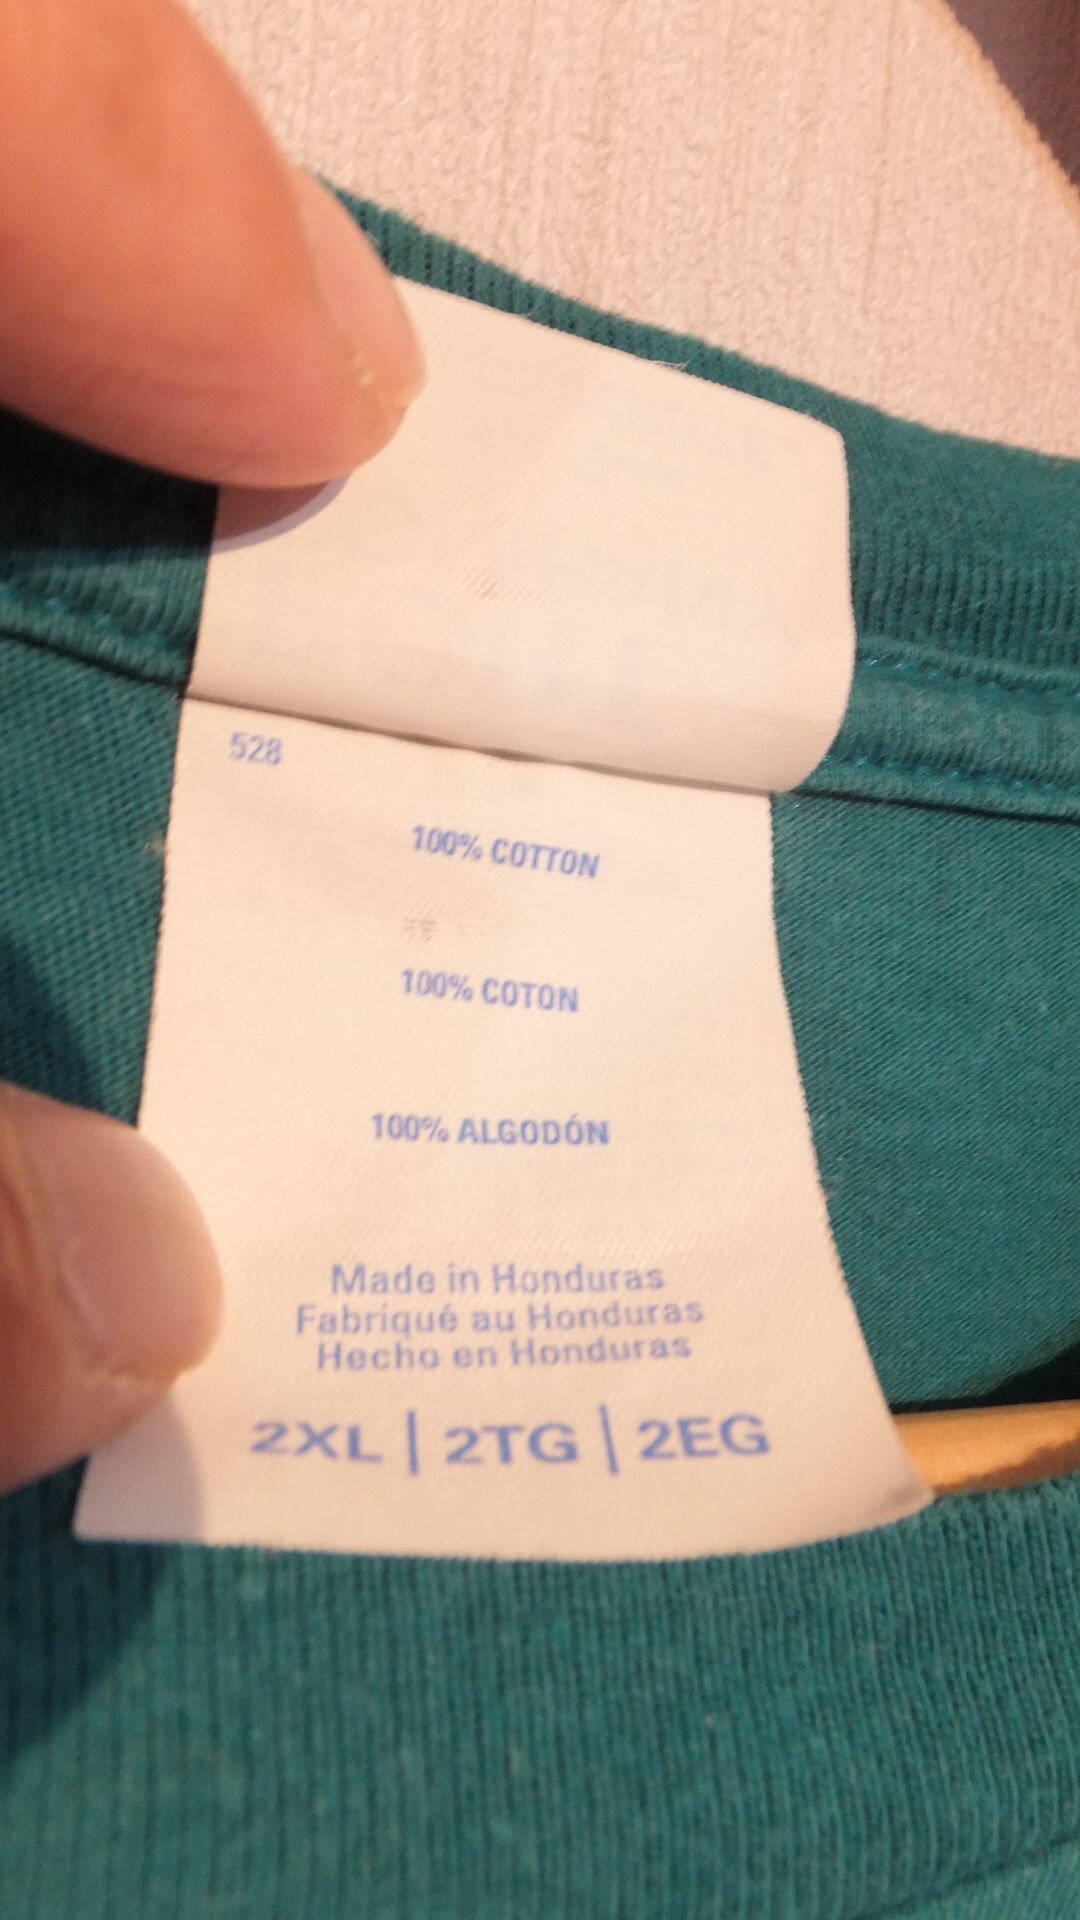 528
100% COTTON
100% COTON
100% ALGODÓN
Made in Honduras
Fabriqué au Honduras
Hecho en Honduras
2XL | 2TG | 2EG